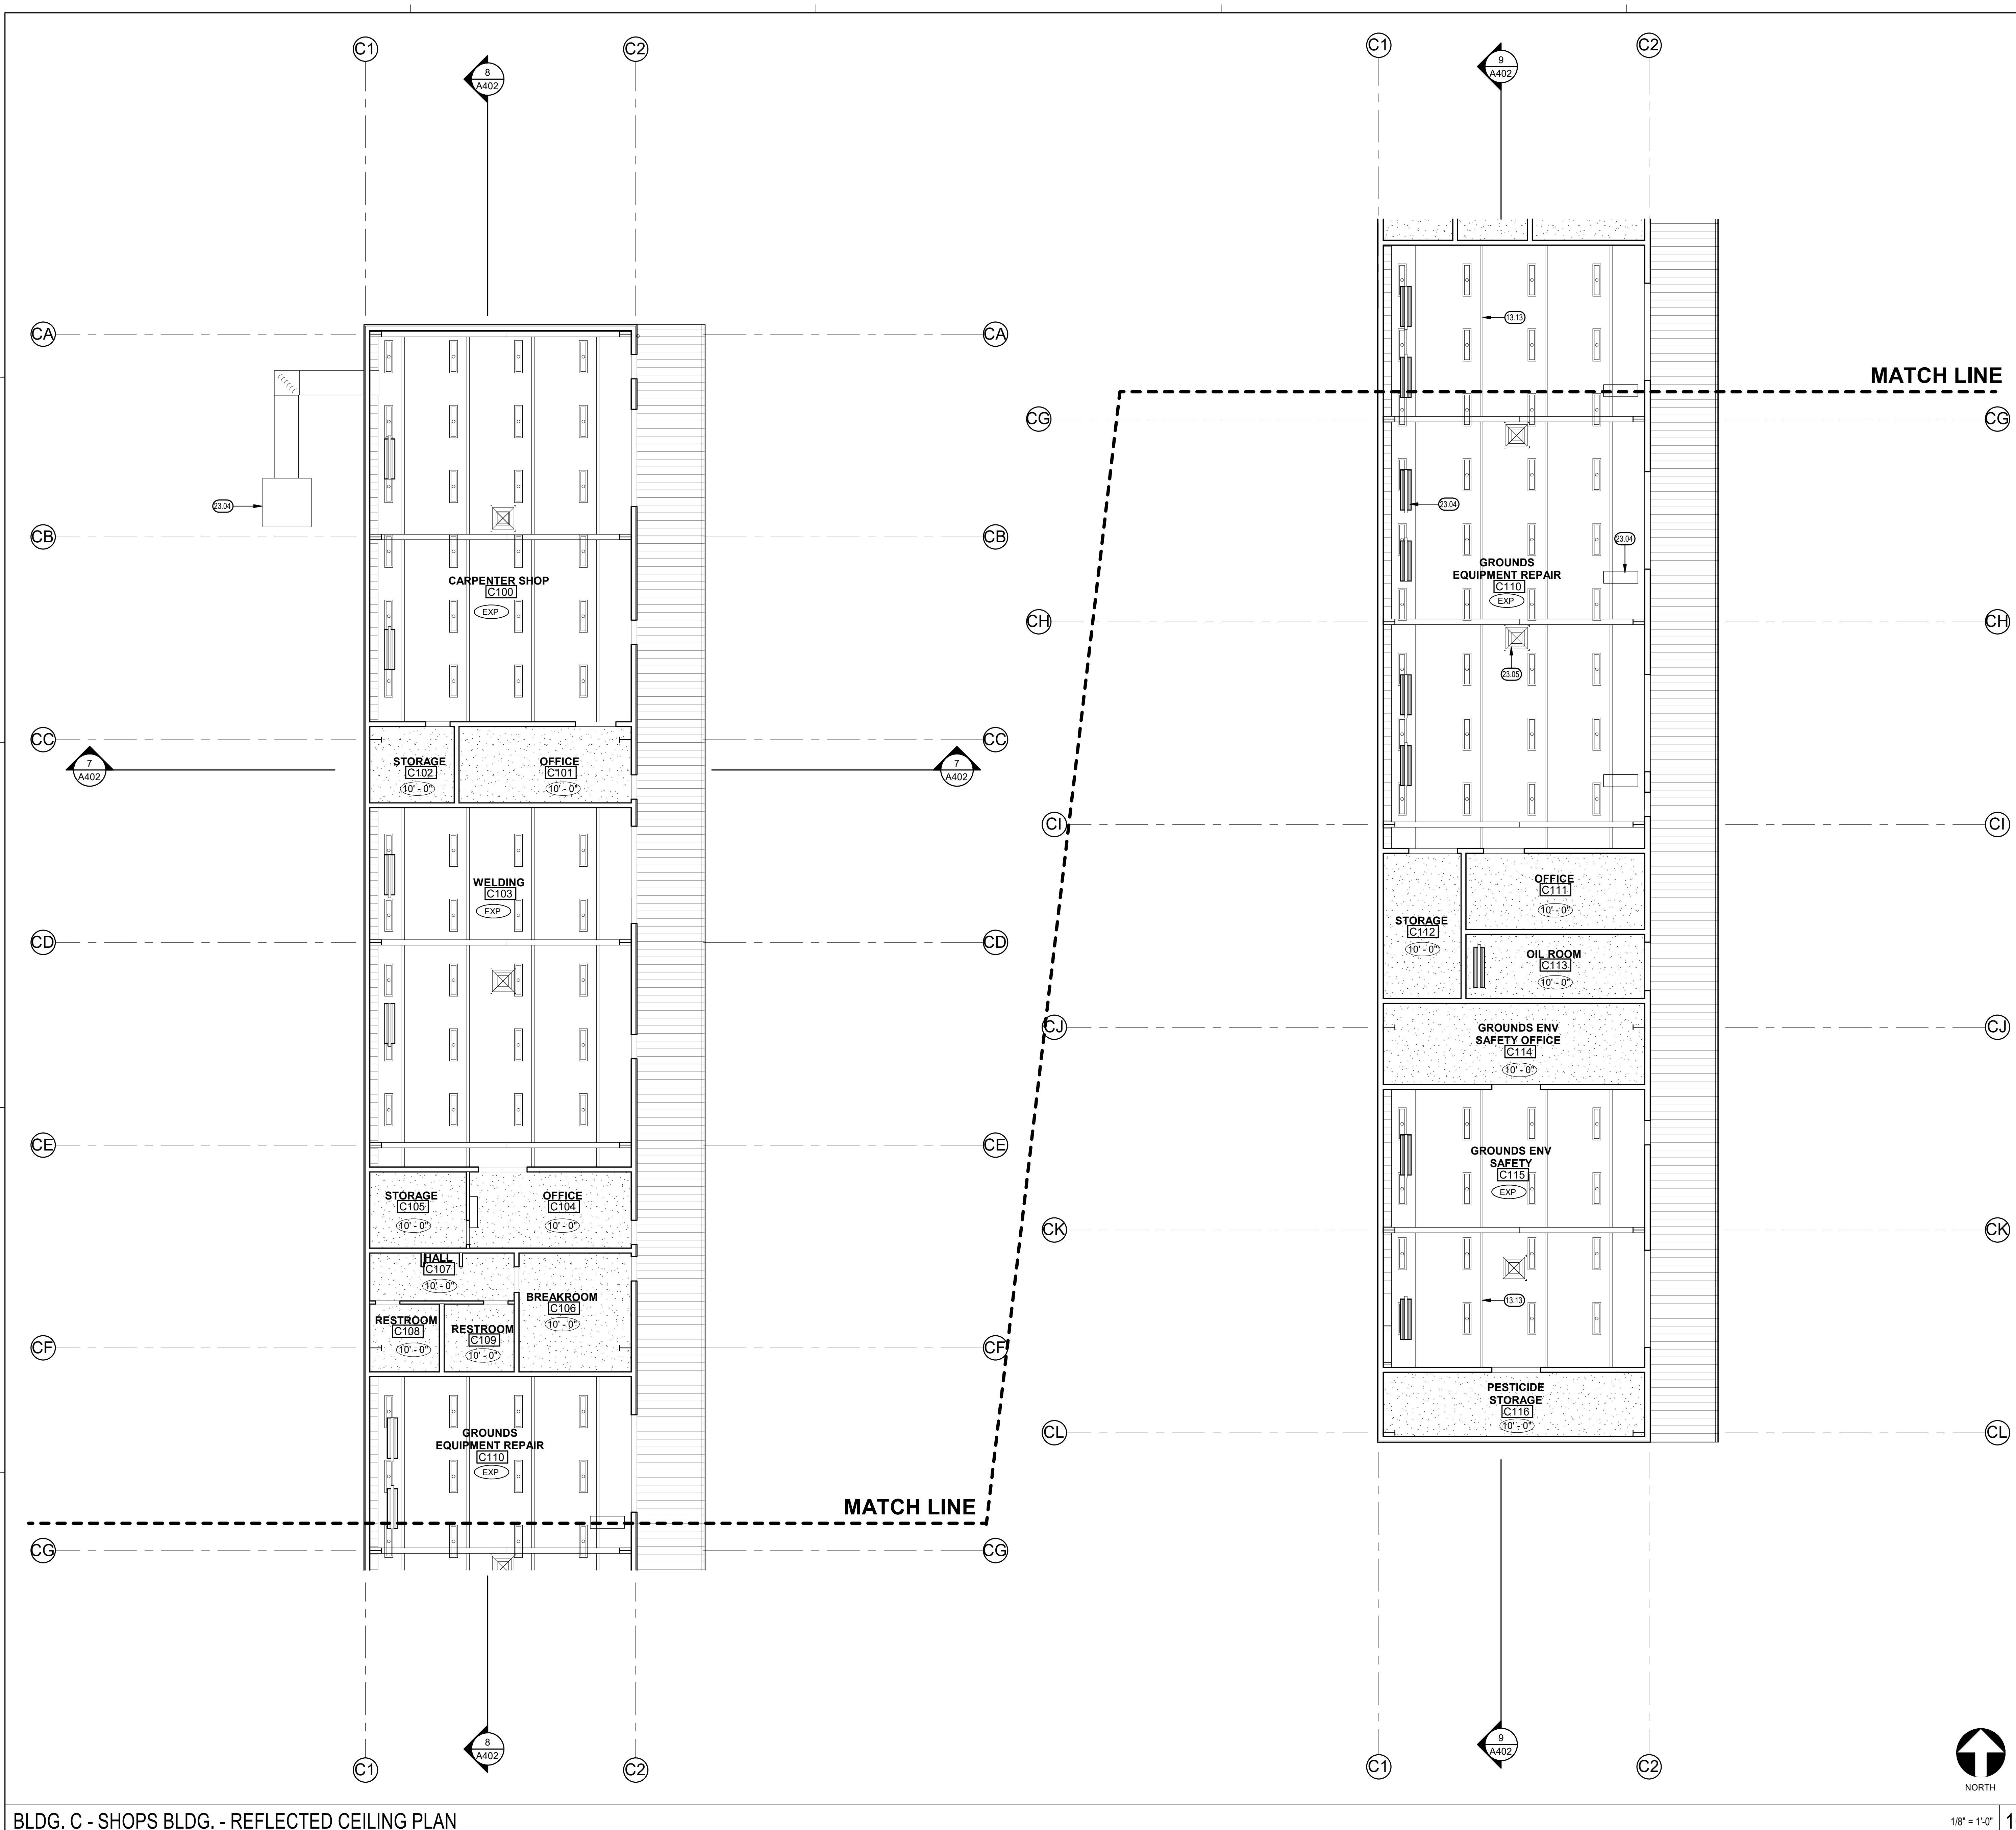 C1
C2
8
A402
C1
C2
9
A402
CA
CA
23.04
CB
CB
CARPENTER SHOP
C100
EXP
CC
CC
7
A402
7
A402
STORAGE
C102
10' - 0"
OFFICE
C101
10' - 0"
WELDING
C103
EXP
CD
CD
CE
CE
STORAGE
C105
10' - 0"
OFFICE
C104
10' - 0"
HALL
C107
10' - 0"
BREAKROOM
C106
10' - 0"
RESTROOM
C108
10' - 0"
RESTROOM
C109
10' - 0"
CF
CF
GROUNDS
EQUIPMENT REPAIR
C110
EXP
MATCH LINE
CG
CG
8
A402
C1
C2
13.13
MATCH LINE
CG
CG
23.04
23.04
GROUNDS
EQUIPMENT REPAIR
C110
EXP
CH
CH
23.05
CI
CI
OFFICE
C111
10' - 0"
STORAGE
C112
10' - 0"
OIL ROOM
C113
10' - 0"
CJ
CJ
GROUNDS ENV
SAFETY OFFICE
C114
10' - 0"
GROUNDS ENV
SAFETY
C115
EXP
CK
CK
13.13
PESTICIDE
STORAGE
C116
10' - 0"
CL
CL
9
A402
C1
C2
NORTH
BLDG. C - SHOPS BLDG. - REFLECTED CEILING PLAN
1/8" = 1'-0"